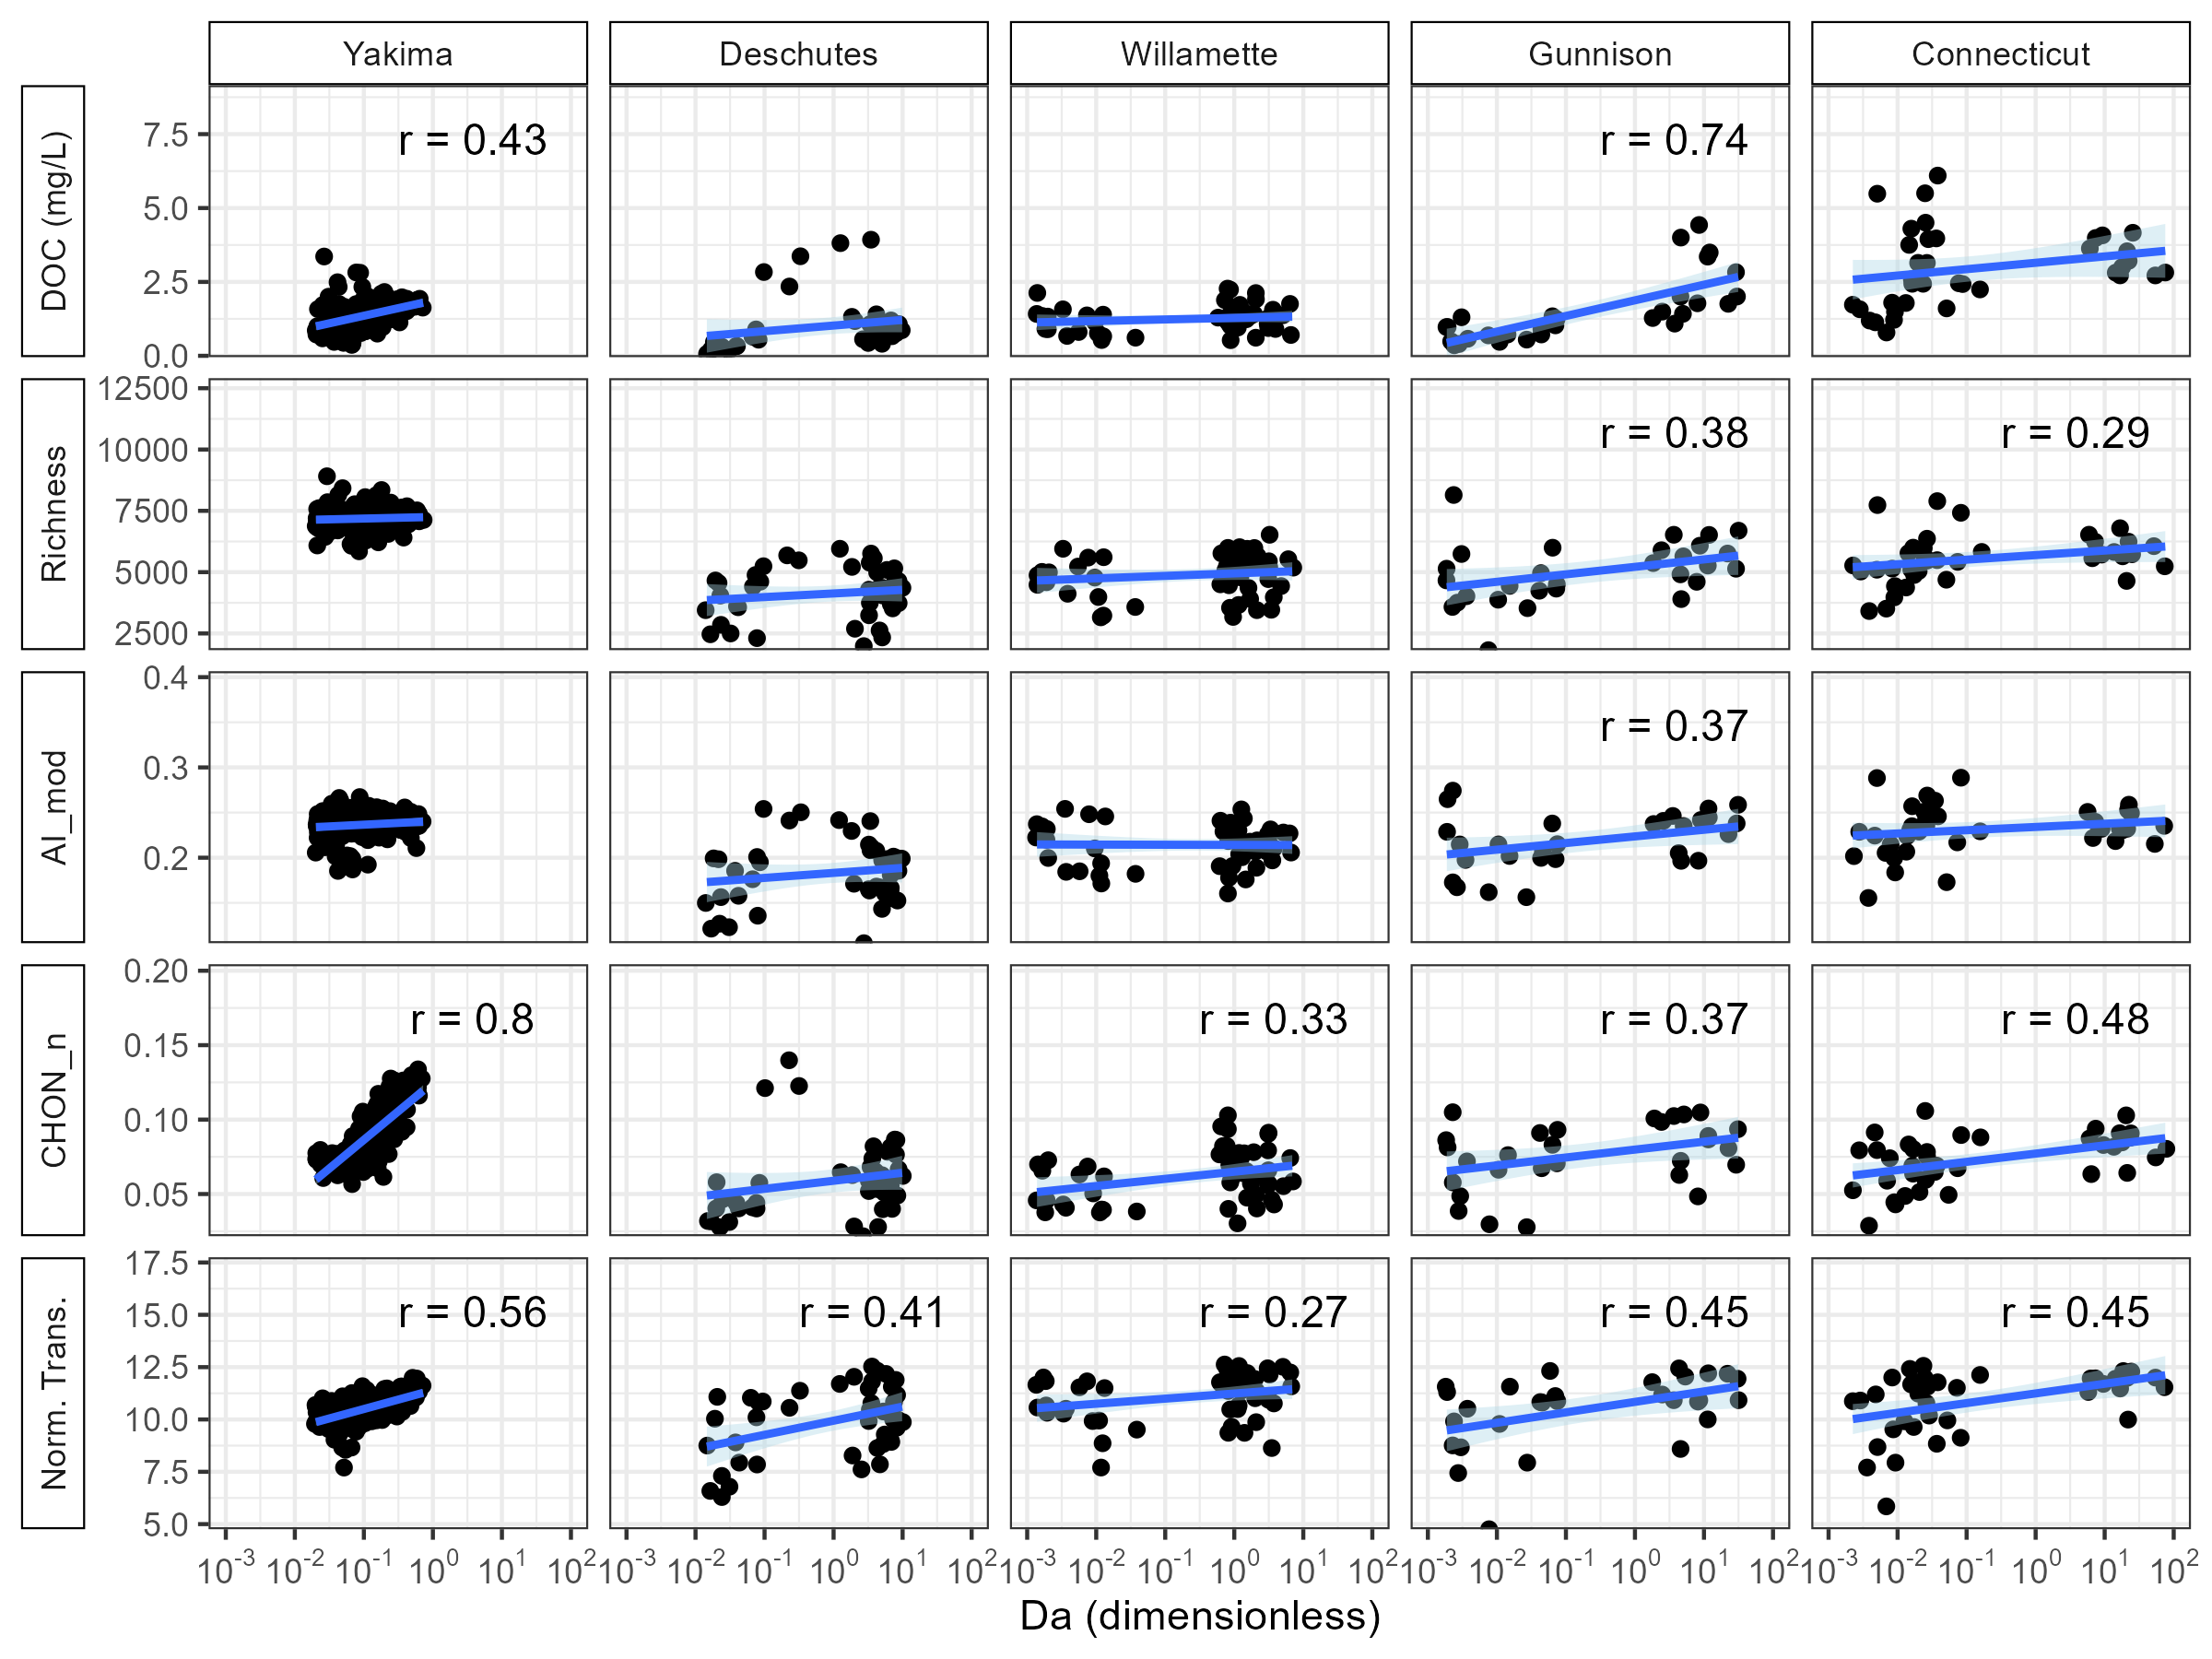 Yakima Deschutes Willamette Gunnison Connecticut
DOC (mg/L)
7.5
5.0
2.5
0.0
r = 0.43
r = 0.74
Richness
12500
10000
7500
5000
2500
r = 0.38
r = 0.29
AI_mod
0.4
0.3
0.2
r = 0.37
CHON_n
0.20
0.15
0.10
0.05
r = 0.8
r = 0.33
r = 0.37
r = 0.48
Norm. Trans.
17.5
15.0
12.5
10.0
7.5
5.0
r = 0.56
r = 0.41
r = 0.27
r = 0.45
r = 0.45
10⁻³ 10⁻² 10⁻¹ 10⁰ 10¹ 10² 10⁻³ 10⁻² 10⁻¹ 10⁰ 10¹ 10² 10⁻³ 10⁻² 10⁻¹ 10⁰ 10¹ 10² 10⁻³ 10⁻² 10⁻¹ 10⁰ 10¹ 10² 10⁻³ 10⁻² 10⁻¹ 10⁰ 10¹ 10²
Da (dimensionless)